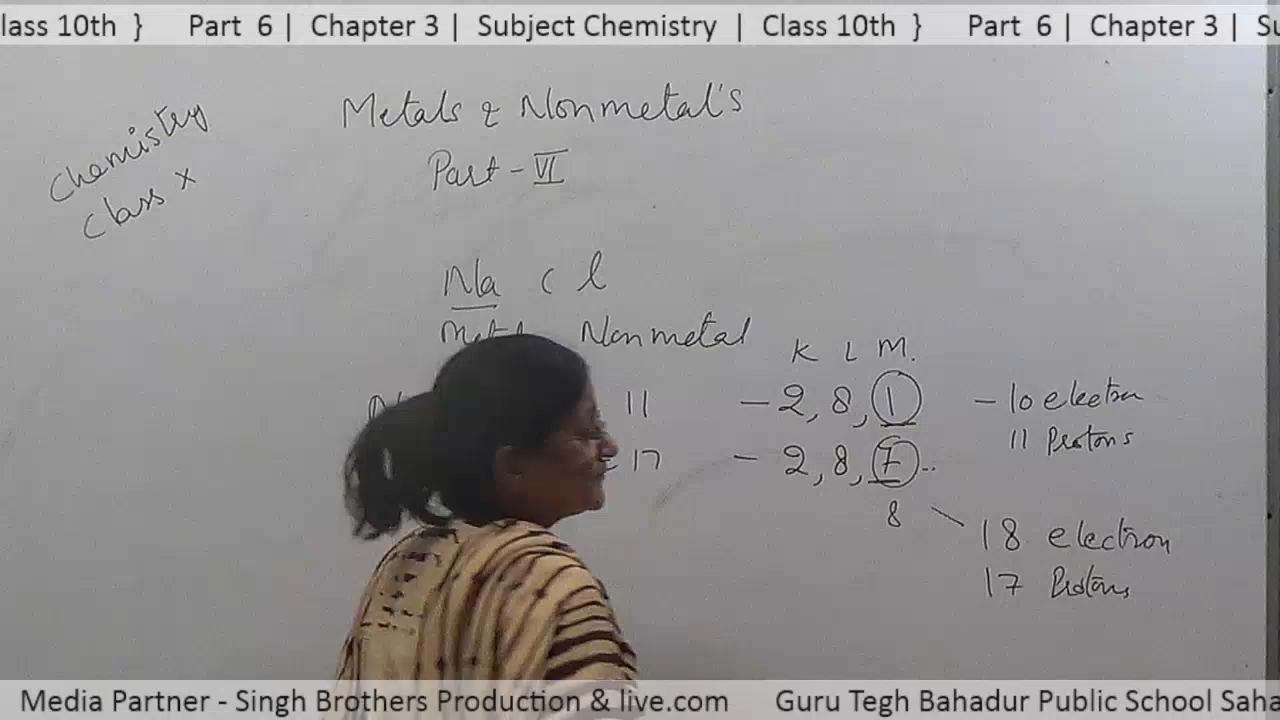 lass 10th } Part 6 | Chapter 3 | Subject Chemistry | Class 10th } Part 6 | Chapter 3 | Su
Chemistry
Class X
Metals & Nonmetal's
Part - VI
Na Cl
Nonmetal
K L M.
11 - 2, 8, 1 - 10 electron
11 Protons
- 17 - 2, 8, 7 ..
8
18 electron
17 Protons
Media Partner - Singh Brothers Production & live.com Guru Tegh Bahadur Public School Saha